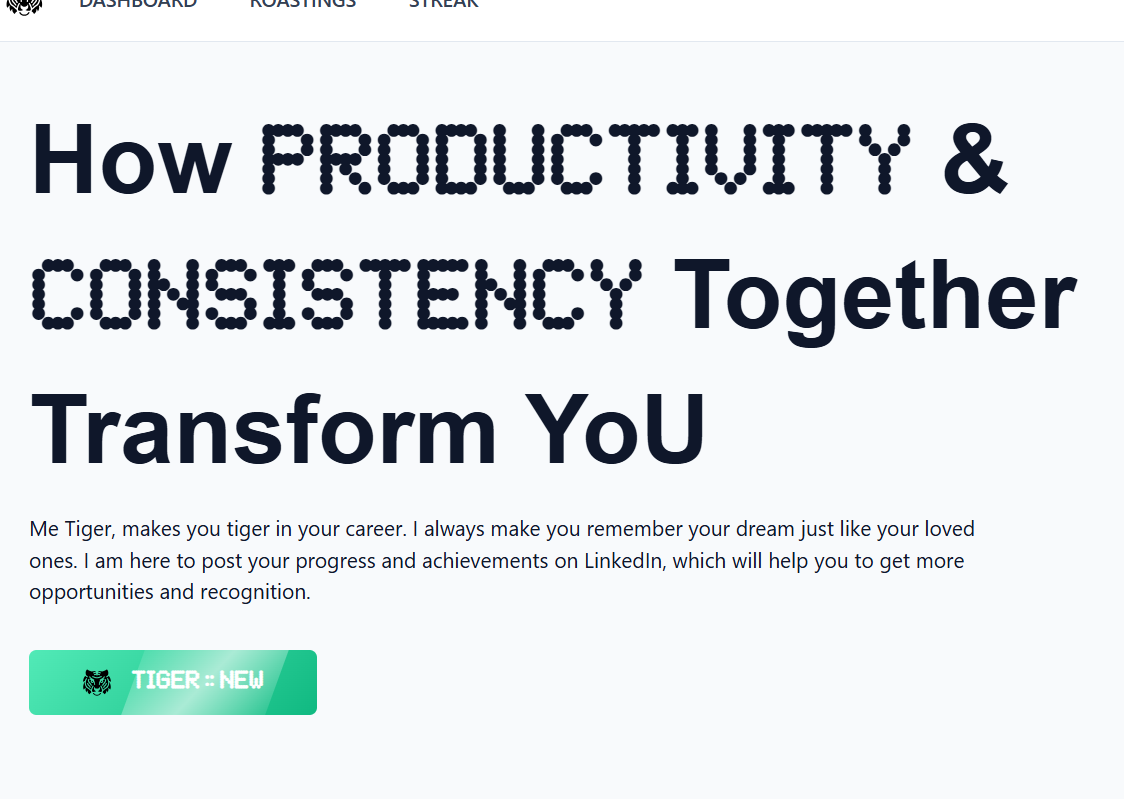 DASHBOARD ROASTINGS STREAK
How PRODUCTIVITY &
CONSISTENCY Together
Transform YoU
Me Tiger, makes you tiger in your career. I always make you remember your dream just like your loved
ones. I am here to post your progress and achievements on LinkedIn, which will help you to get more
opportunities and recognition.
TIGER :: NEW